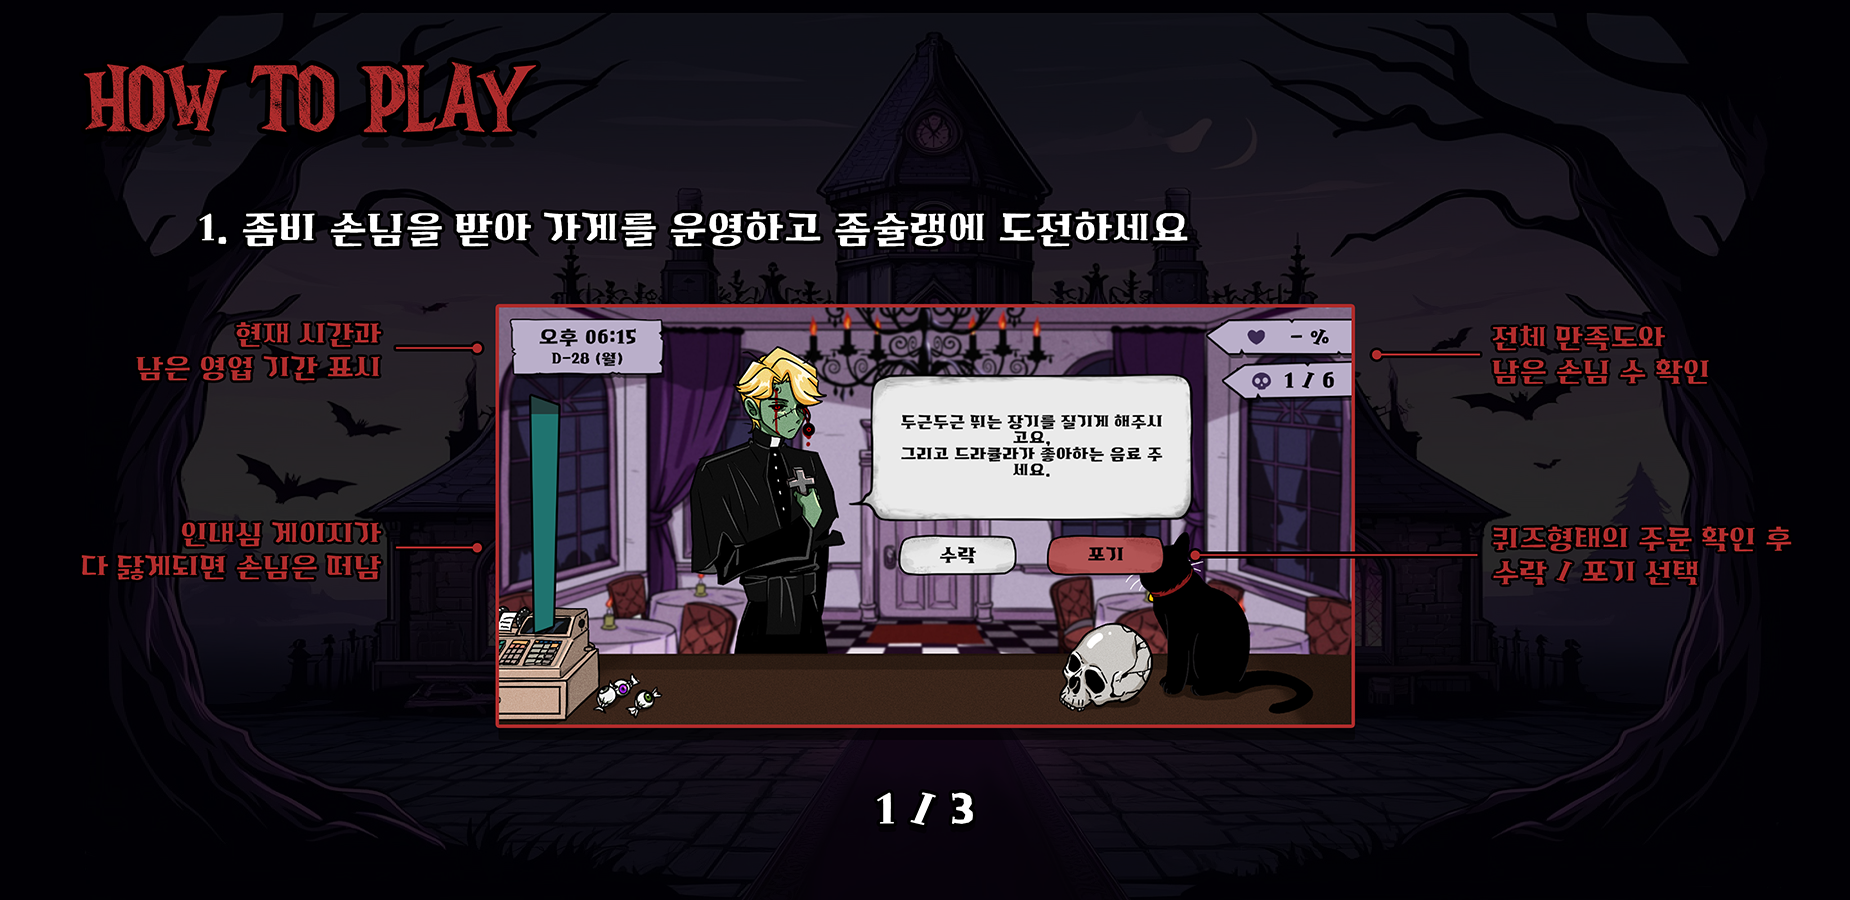 HOW TO PLAY
1. 좀비 손님을 받아 가게를 운영하고 좀슐랭에 도전하세요
현재 시간과
남은 영업 기간 표시
인내심 게이지가
다 닳게되면 손님은 떠남
오후 06:15
D-28 (월)
- %
1 / 6
두근두근 뛰는 장기를 질기게 해주시
고요,
그리고 드라큘라가 좋아하는 음료 주
세요.
수락
포기
전체 만족도와
남은 손님 수 확인
퀴즈형태의 주문 확인 후
수락 / 포기 선택
1 / 3